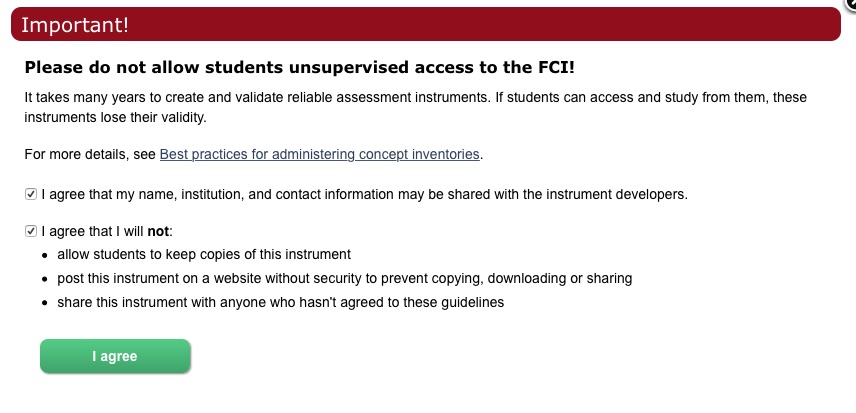 Important!
Please do not allow students unsupervised access to the FCI!
It takes many years to create and validate reliable assessment instruments. If students can access and study from them, these
instruments lose their validity.
For more details, see Best practices for administering concept inventories.
I agree that my name, institution, and contact information may be shared with the instrument developers.
I agree that I will not:
• allow students to keep copies of this instrument
• post this instrument on a website without security to prevent copying, downloading or sharing
• share this instrument with anyone who hasn't agreed to these guidelines
I agree